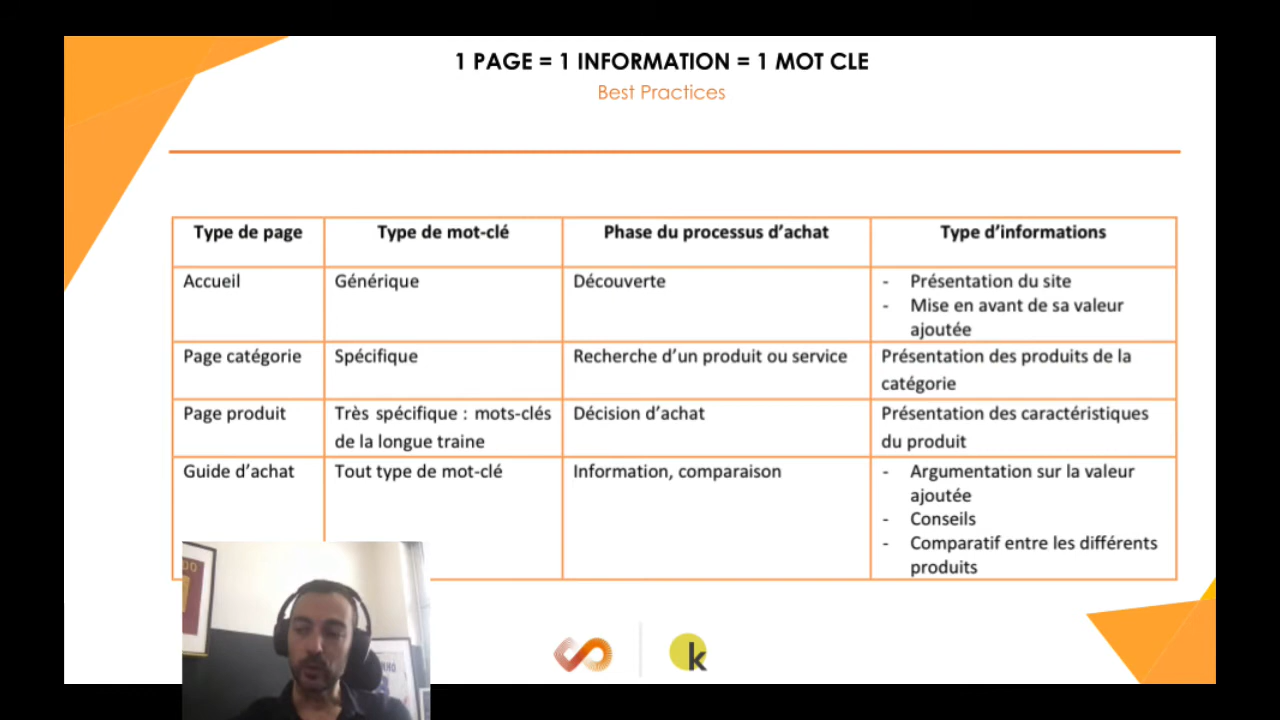 1 PAGE = 1 INFORMATION = 1 MOT CLE
Best Practices
Type de page
Type de mot-clé
Phase du processus d'achat
Type d'informations
Accueil
Générique
Découverte
- Présentation du site
- Mise en avant de sa valeur
ajoutée
Page catégorie
Spécifique
Recherche d'un produit ou service
Présentation des produits de la
catégorie
Page produit
Très spécifique : mots-clés
de la longue traine
Décision d'achat
Présentation des caractéristiques
du produit
Guide d'achat
Tout type de mot-clé
Information, comparaison
- Argumentation sur la valeur
ajoutée
- Conseils
- Comparatif entre les différents
produits
k